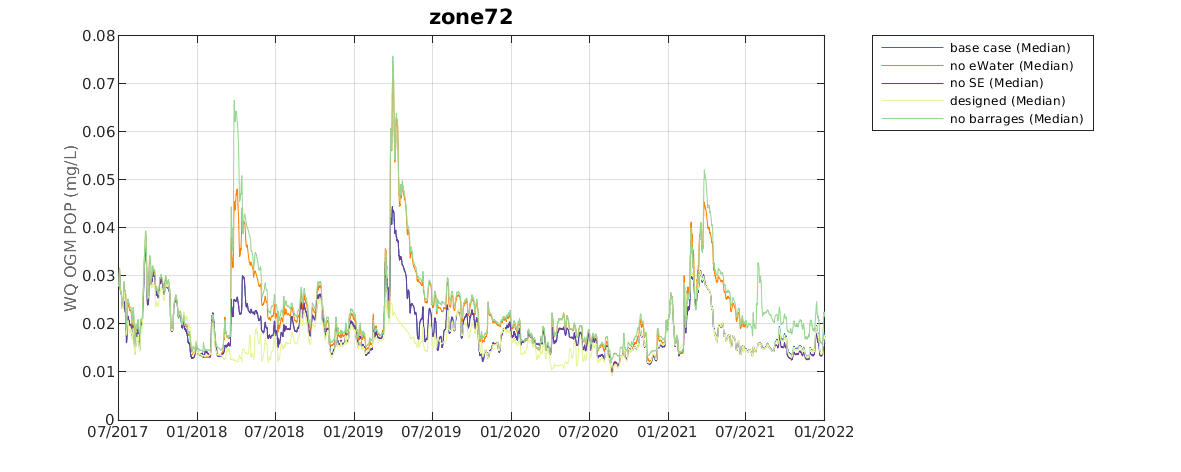 zone72
WQ OGM POP (mg/L)
0.08
0.07
0.06
0.05
0.04
0.03
0.02
0.01
0
07/2017 01/2018 07/2018 01/2019 07/2019 01/2020 07/2020 01/2021 07/2021 01/2022
base case (Median)
no eWater (Median)
no SE (Median)
designed (Median)
no barrages (Median)